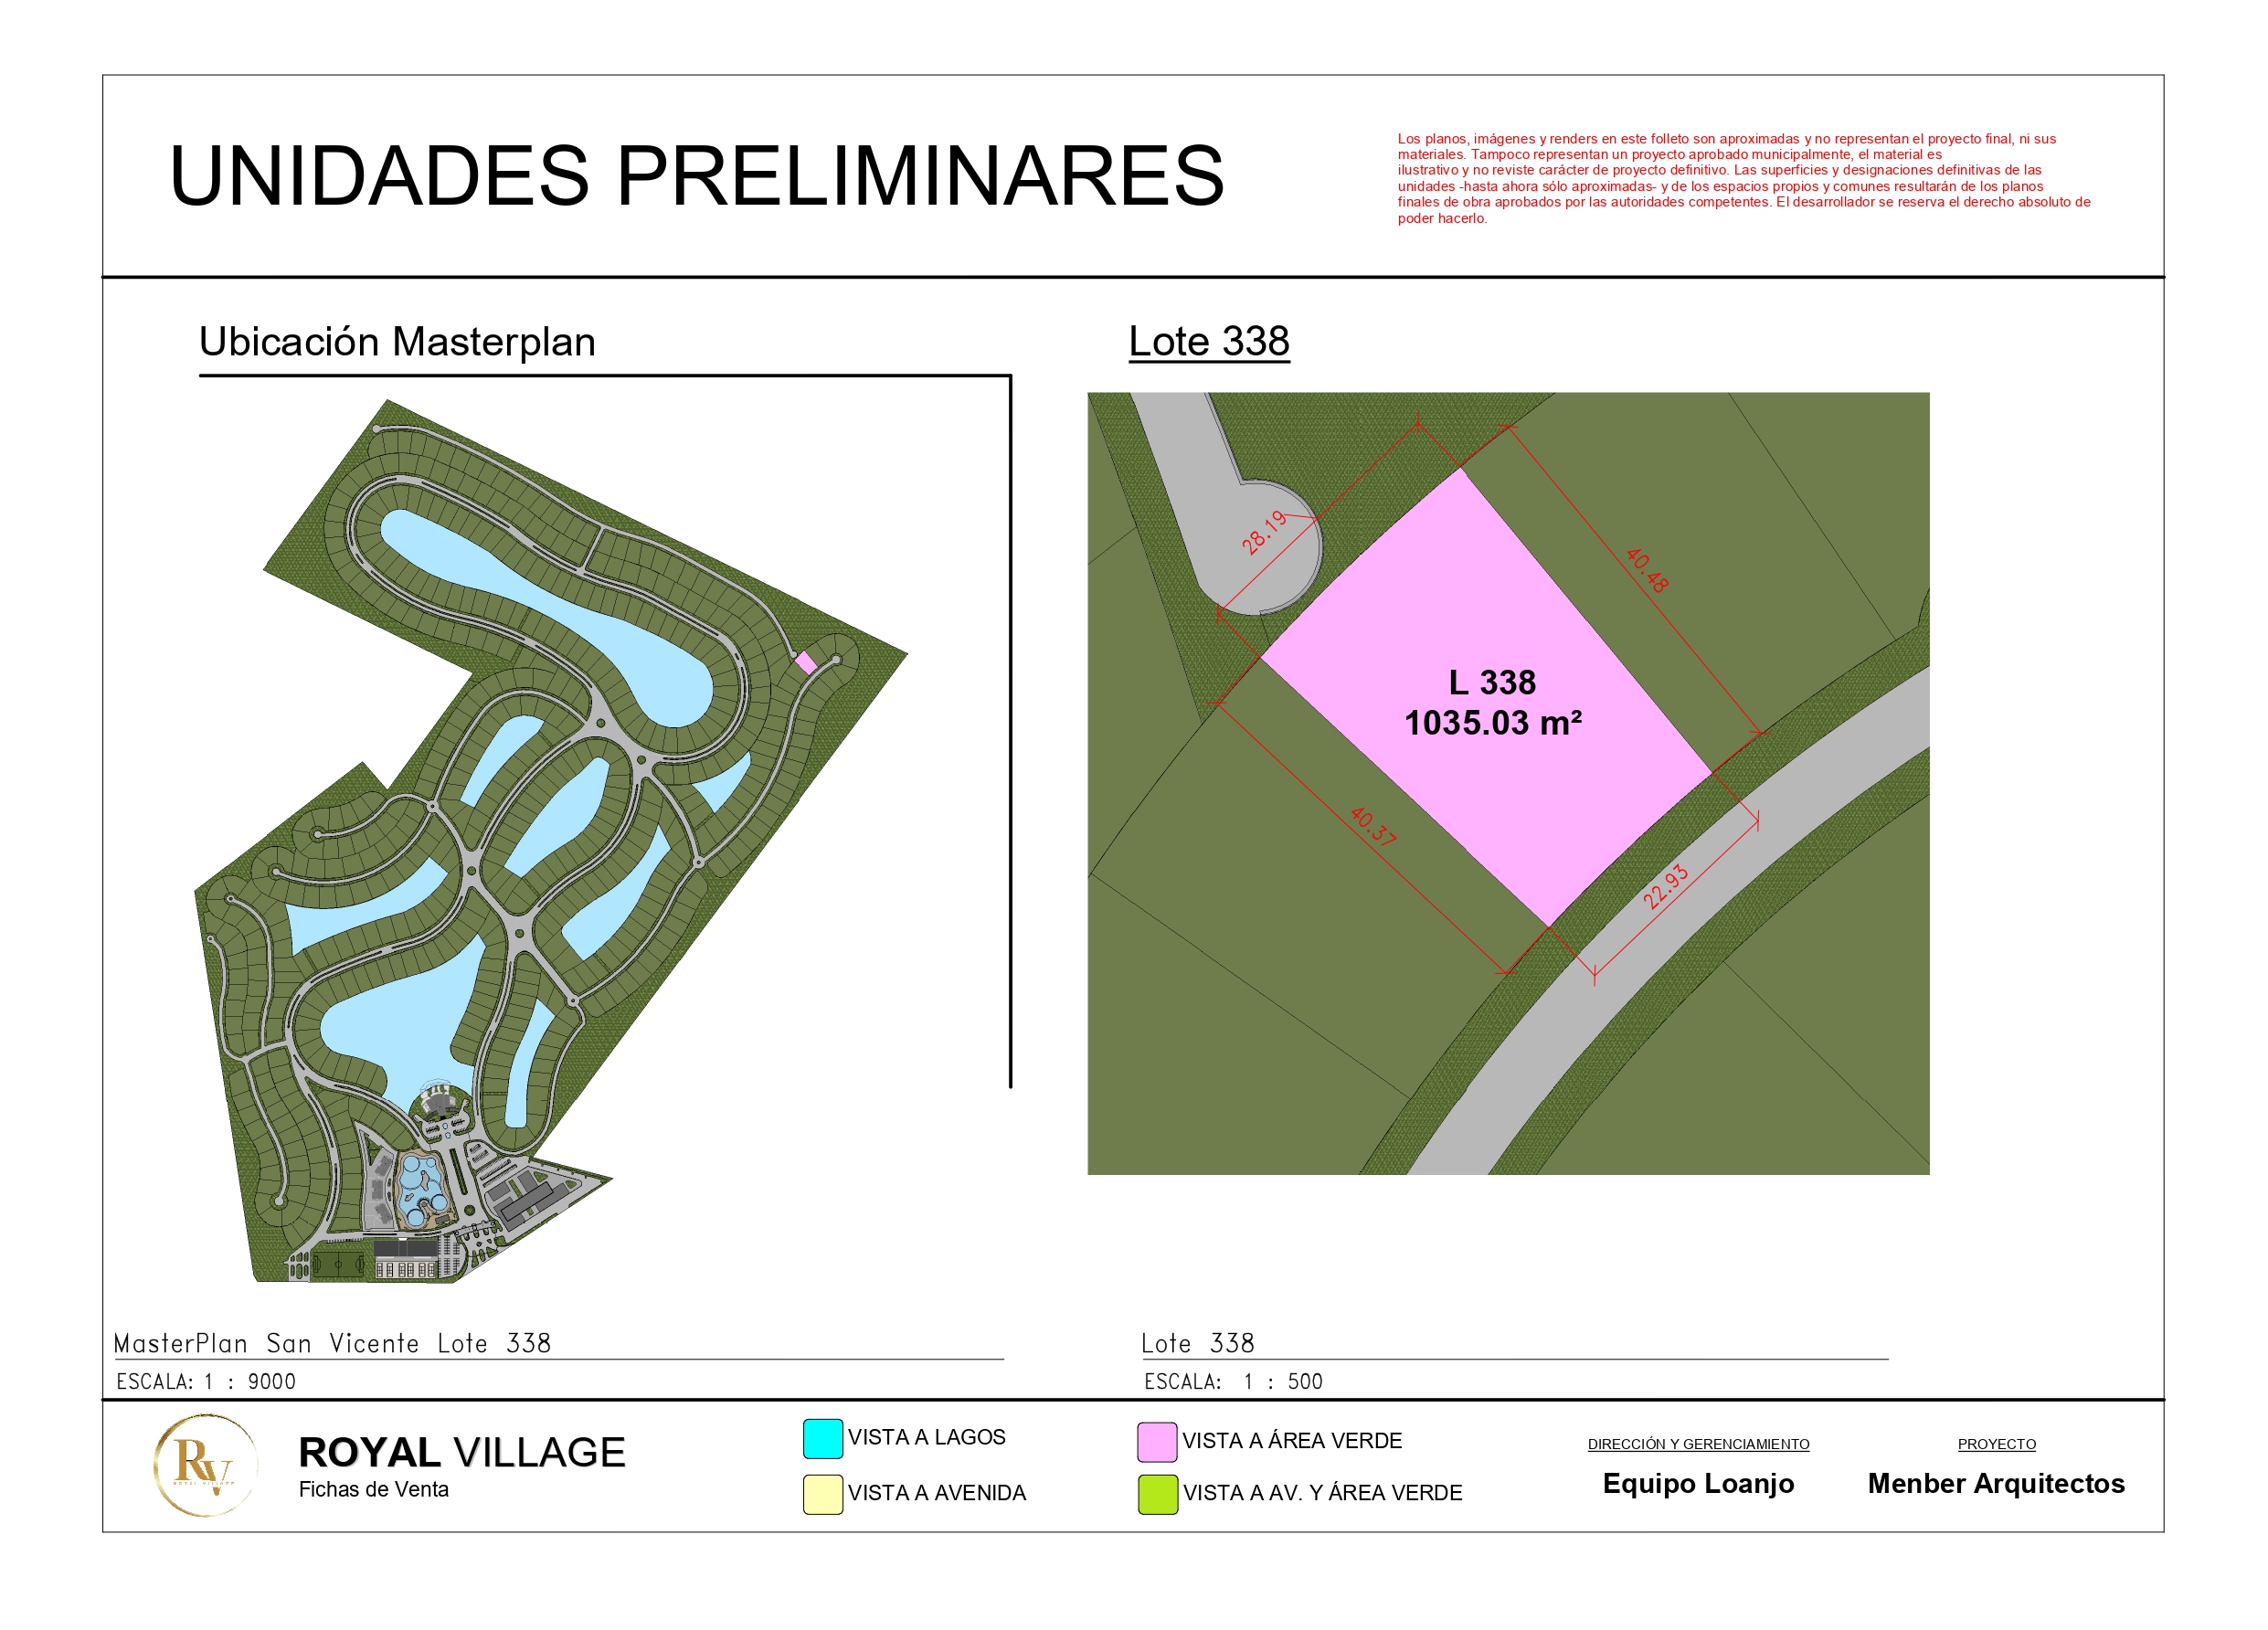 UNIDADES PRELIMINARES
Los planos, imágenes y renders en este folleto son aproximadas y no representan el proyecto final, ni sus
materiales. Tampoco representan un proyecto aprobado municipalmente, el material es
ilustrativo y no reviste carácter de proyecto definitivo. Las superficies y designaciones definitivas de las
unidades -hasta ahora sólo aproximadas- y de los espacios propios y comunes resultarán de los planos
finales de obra aprobados por las autoridades competentes. El desarrollador se reserva el derecho absoluto de
poder hacerlo.
Ubicación Masterplan
Lote 338
28.19
40.48
L 338
1035.03 m²
40.37
22.93
MasterPlan San Vicente Lote 338
ESCALA: 1 : 9000
Lote 338
ESCALA: 1 : 500
RV
ROYAL VILLAGE
ROYAL VILLAGE
Fichas de Venta
VISTA A LAGOS
VISTA A AVENIDA
VISTA A ÁREA VERDE
VISTA A AV. Y ÁREA VERDE
DIRECCIÓN Y GERENCIAMIENTO
Equipo Loanjo
PROYECTO
Menber Arquitectos